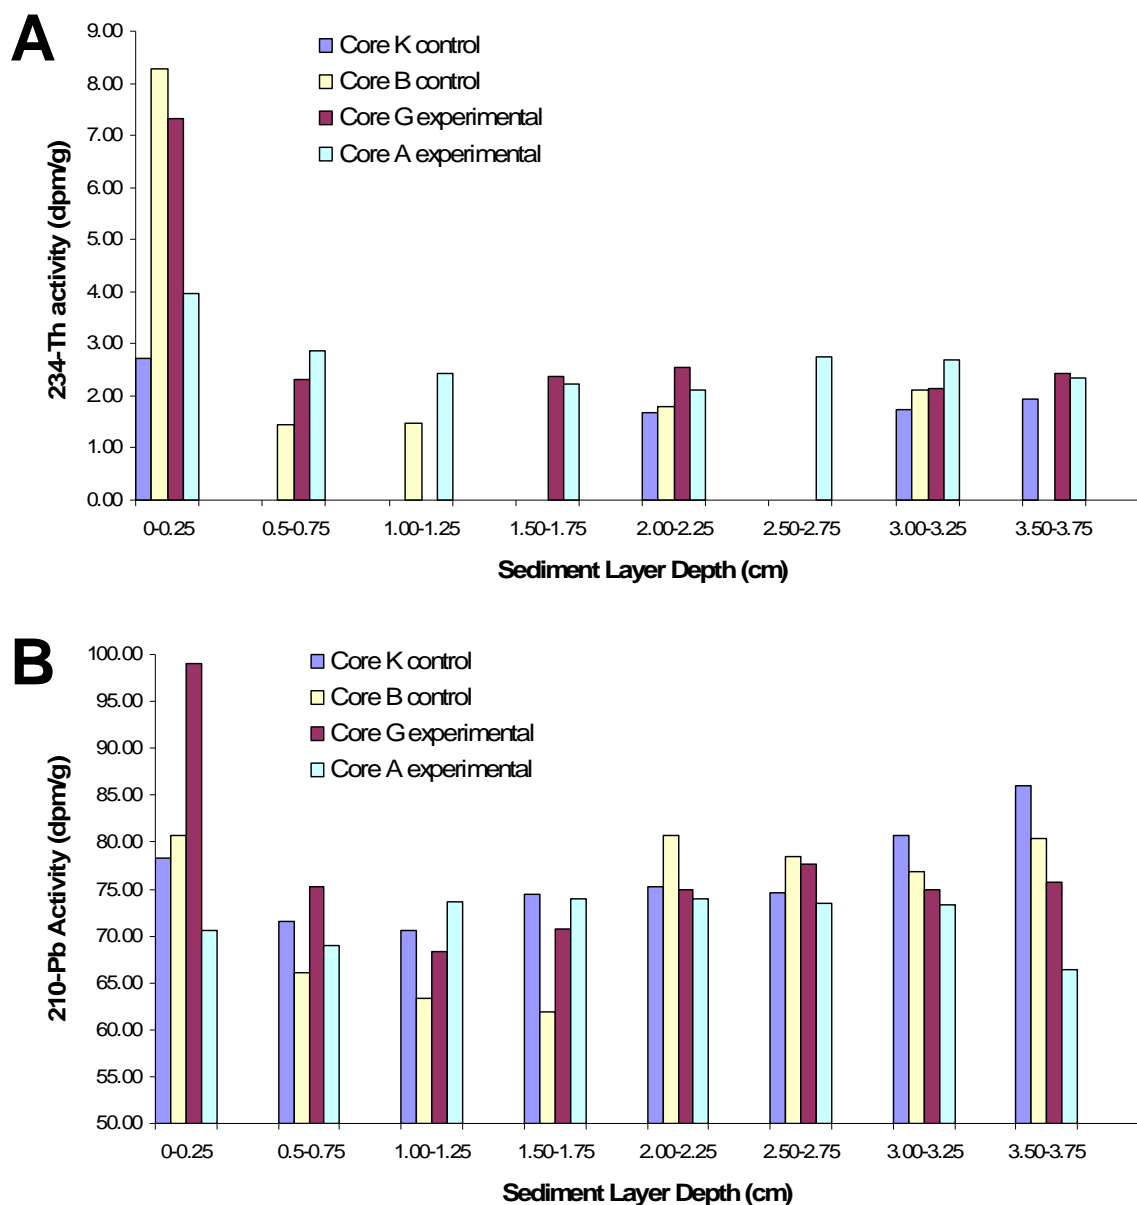 A
9.00
8.00
7.00
6.00
5.00
4.00
3.00
2.00
1.00
0.00
234-Th activity (dpm/g)
Core K control
Core B control
Core G experimental
Core A experimental
0-0.25 0.5-0.75 1.00-1.25 1.50-1.75 2.00-2.25 2.50-2.75 3.00-3.25 3.50-3.75
Sediment Layer Depth (cm)
B
100.00
95.00
90.00
85.00
80.00
75.00
70.00
65.00
60.00
55.00
50.00
210-Pb Activity (dpm/g)
Core K control
Core B control
Core G experimental
Core A experimental
0-0.25 0.5-0.75 1.00-1.25 1.50-1.75 2.00-2.25 2.50-2.75 3.00-3.25 3.50-3.75
Sediment Layer Depth (cm)